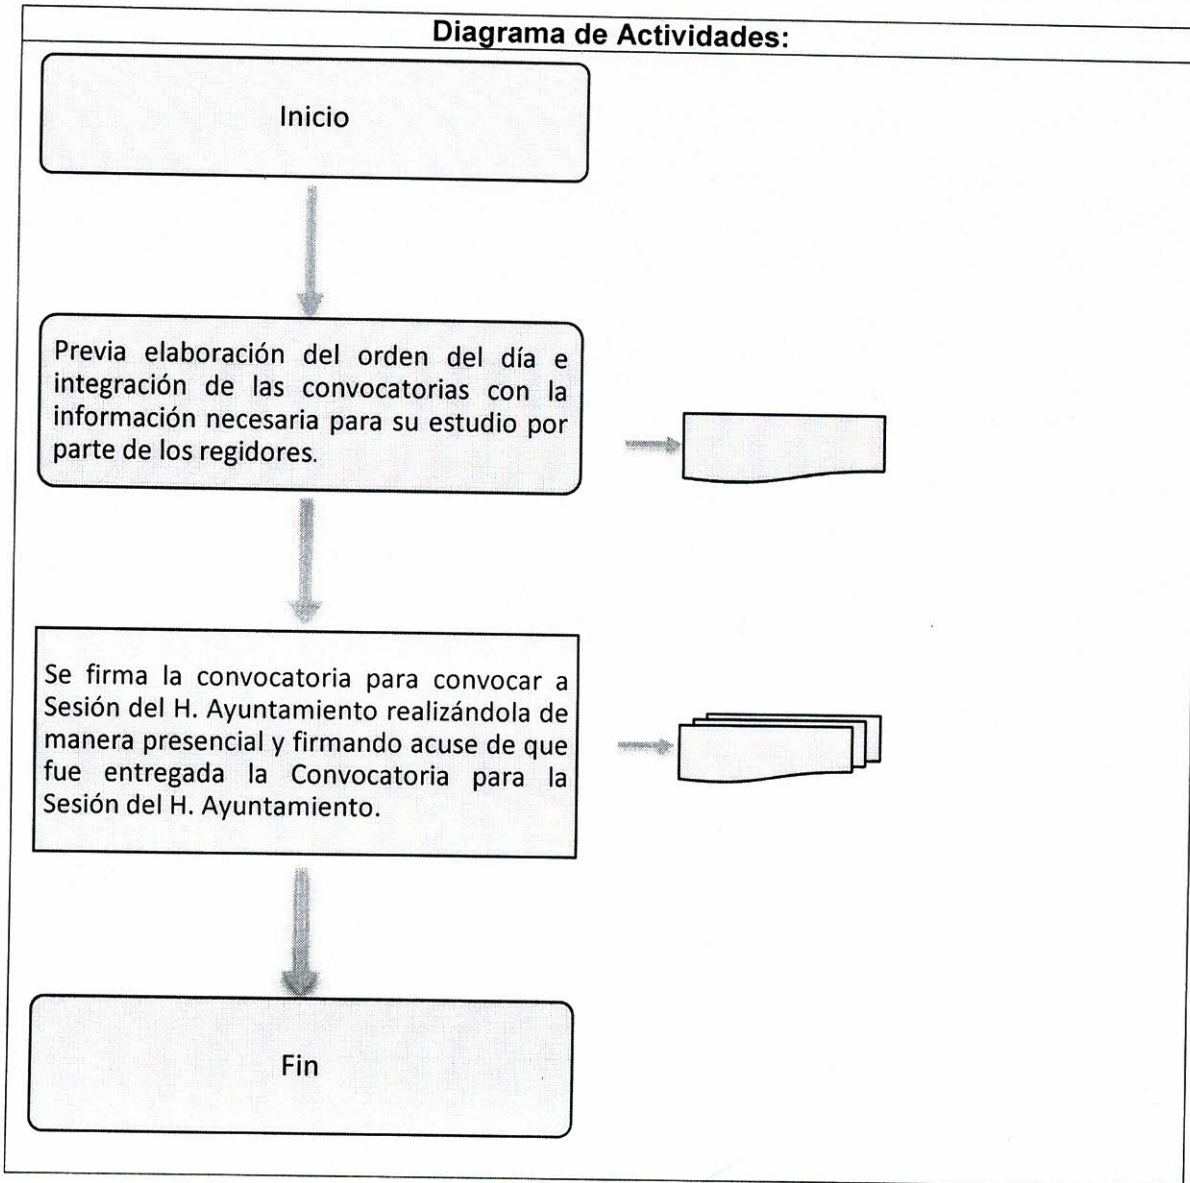 Diagrama de Actividades:
Inicio
Previa elaboración del orden del día e
integración de las convocatorias con la
información necesaria para su estudio por
parte de los regidores.
Se firma la convocatoria para convocar a
Sesión del H. Ayuntamiento realizándola de
manera presencial y firmando acuse de que
fue entregada la Convocatoria para la
Sesión del H. Ayuntamiento.
Fin